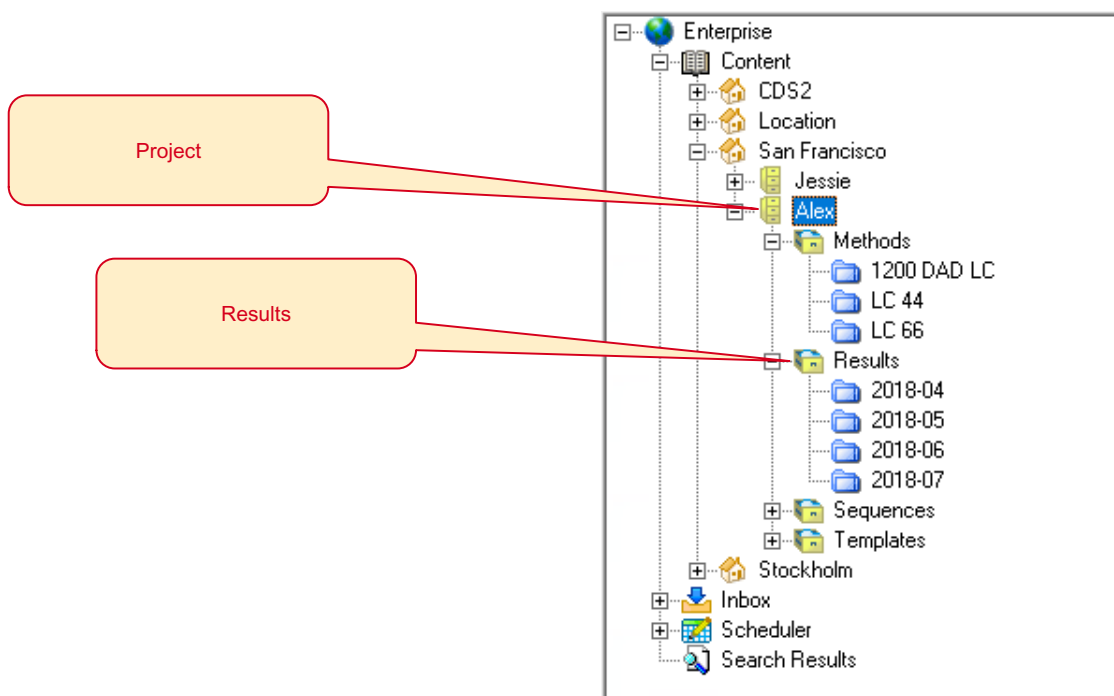 Enterprise
Content
CDS2
Location
San Francisco
Jessie
Alex
Methods
1200 DAD LC
LC 44
LC 66
Results
2018-04
2018-05
2018-06
2018-07
Sequences
Templates
Stockholm
Inbox
Scheduler
Search Results
Project
Results